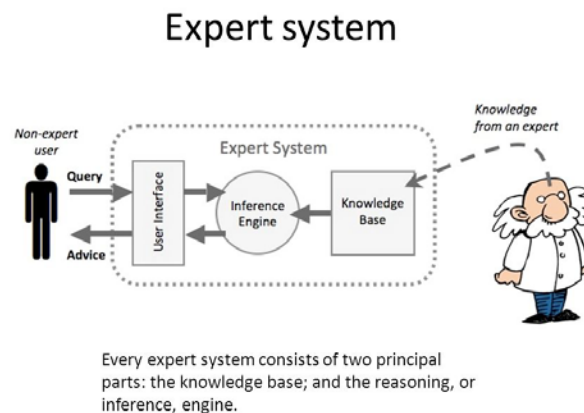 Expert system
Non-expert
user
Query
Advice
Expert System
User Interface
Inference
Engine
Knowledge
Base
Knowledge
from an expert
Every expert system consists of two principal
parts: the knowledge base; and the reasoning, or
inference, engine.